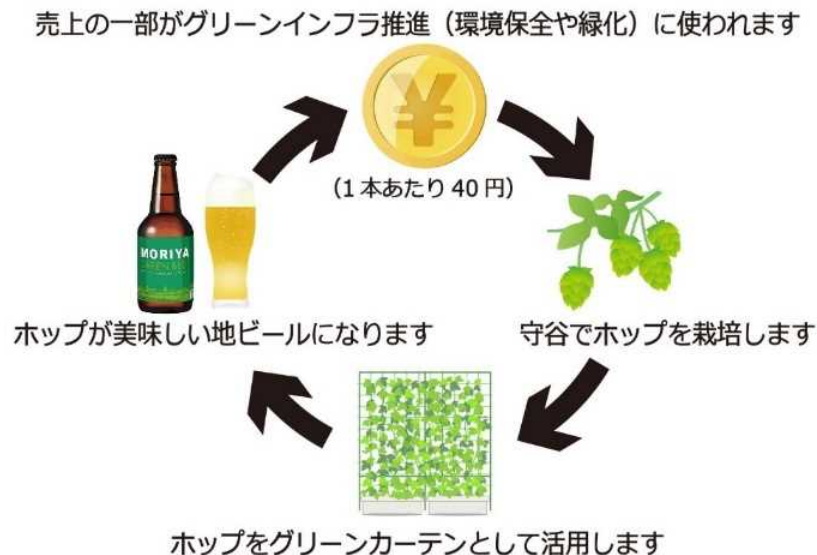 売上の一部がグリーンインフラ推進（環境保全や緑化）に使われます
¥
（1本あたり 40 円）
MORIYA
ホップが美味しい地ビールになります
守谷でホップを栽培します
ホップをグリーンカーテンとして活用します